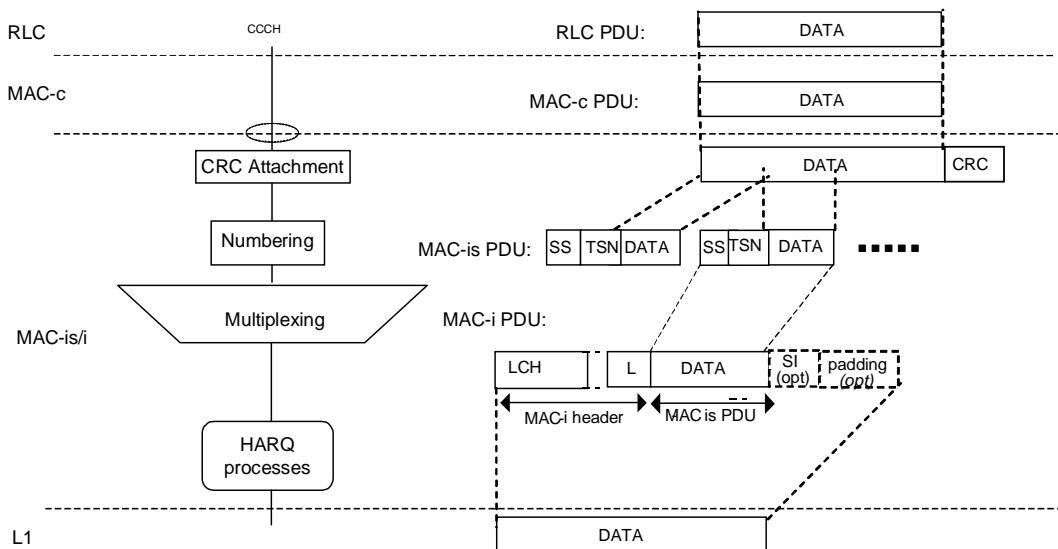 RLC CCCH RLC PDU: DATA
MAC-c MAC-c PDU: DATA
CRC Attachment DATA CRC
Numbering MAC-is PDU: SS TSN DATA SS TSN DATA
MAC-is/i Multiplexing MAC-i PDU:
LCH L DATA SI (opt) padding (opt)
MAC-i header MAC is PDU
HARQ
processes
L1 DATA